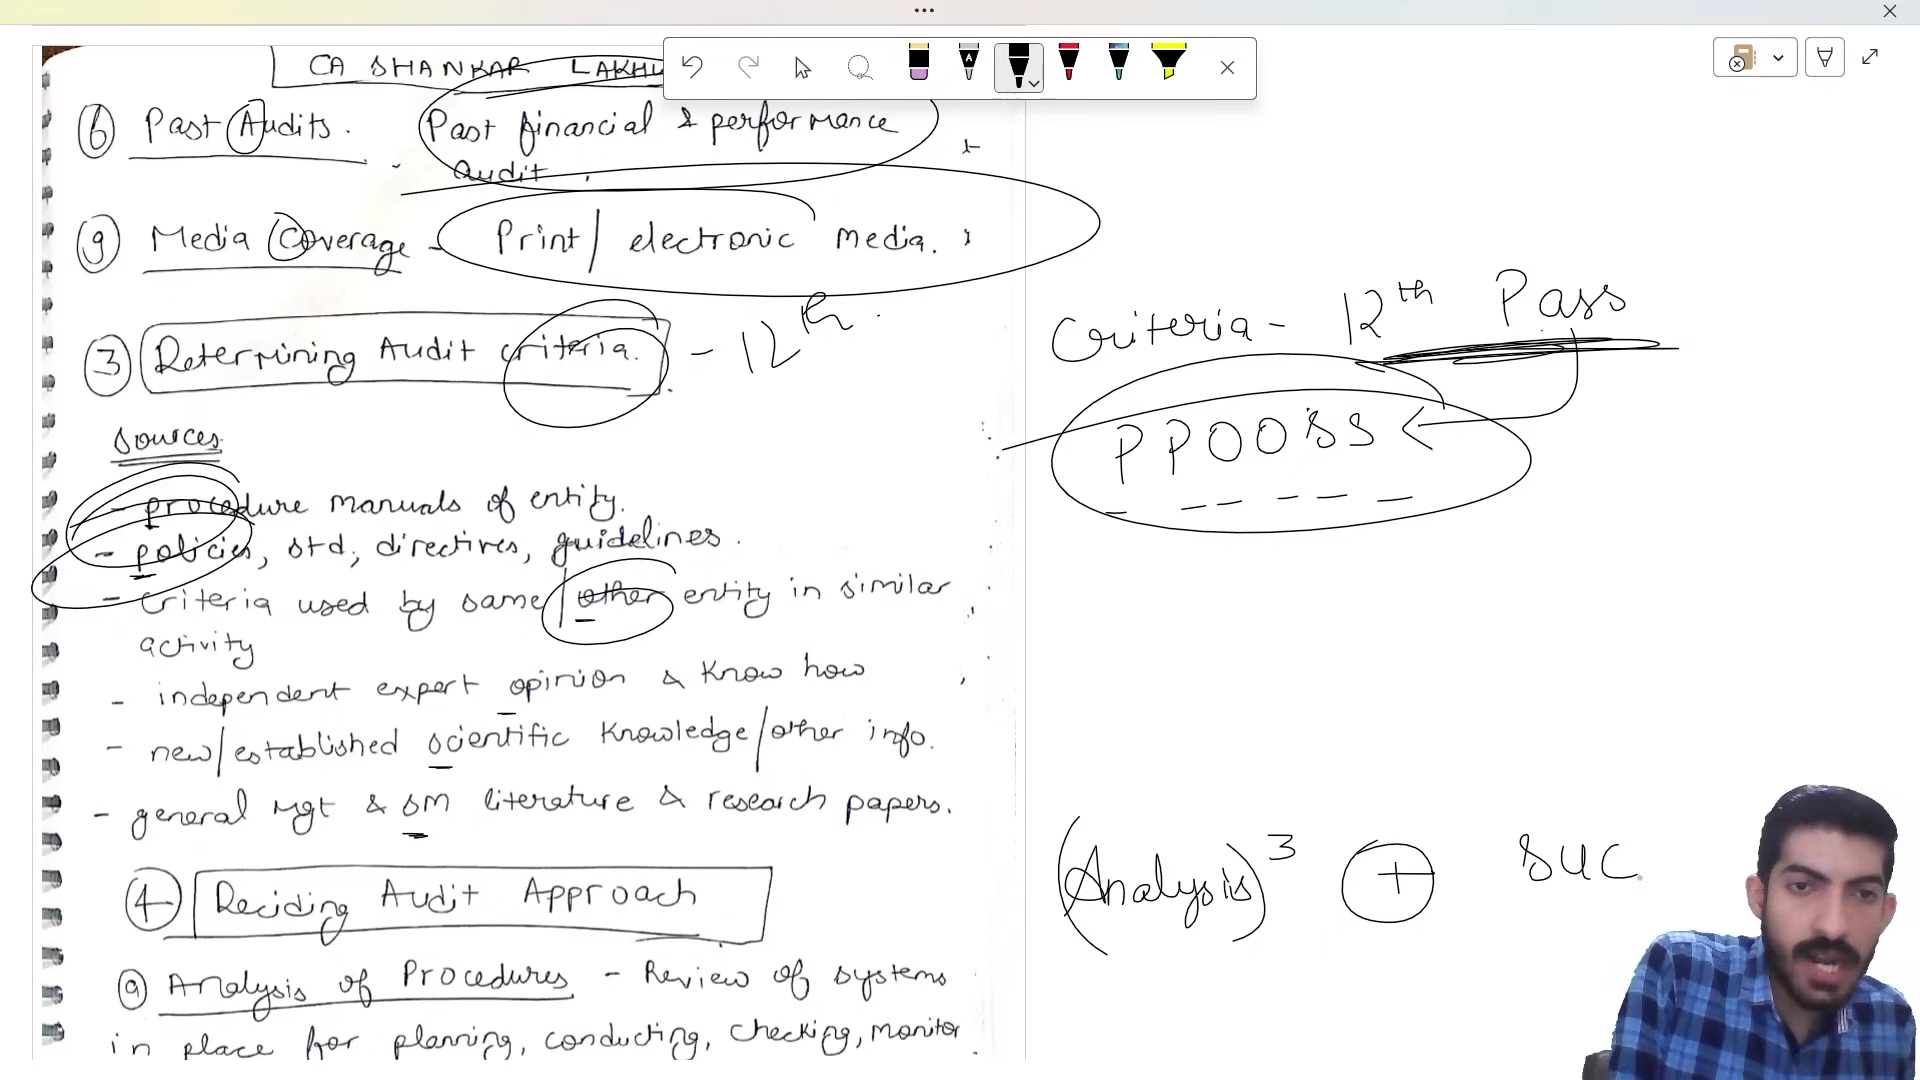 CA SHANKAR LAKH
6 Past Audits. Past financial & performance
- audit.
9 Media Coverage - Print / electronic media.
3 Determining Audit criteria. - 12th.
Sources
- procedure manuals of entity.
- policies, std, directives, guidelines.
- criteria used by same / other entity in similar
activity
- independent expert opinion & know how
- new/established scientific knowledge/other info.
- general Mgt & SM literature & research papers.
4 Deciding Audit Approach
a Analysis of Procedures - Review of systems
in place for planning, conducting, checking, monitor
Criteria - 12th Pass
PPOOSS
(Analysis)3 + SUC